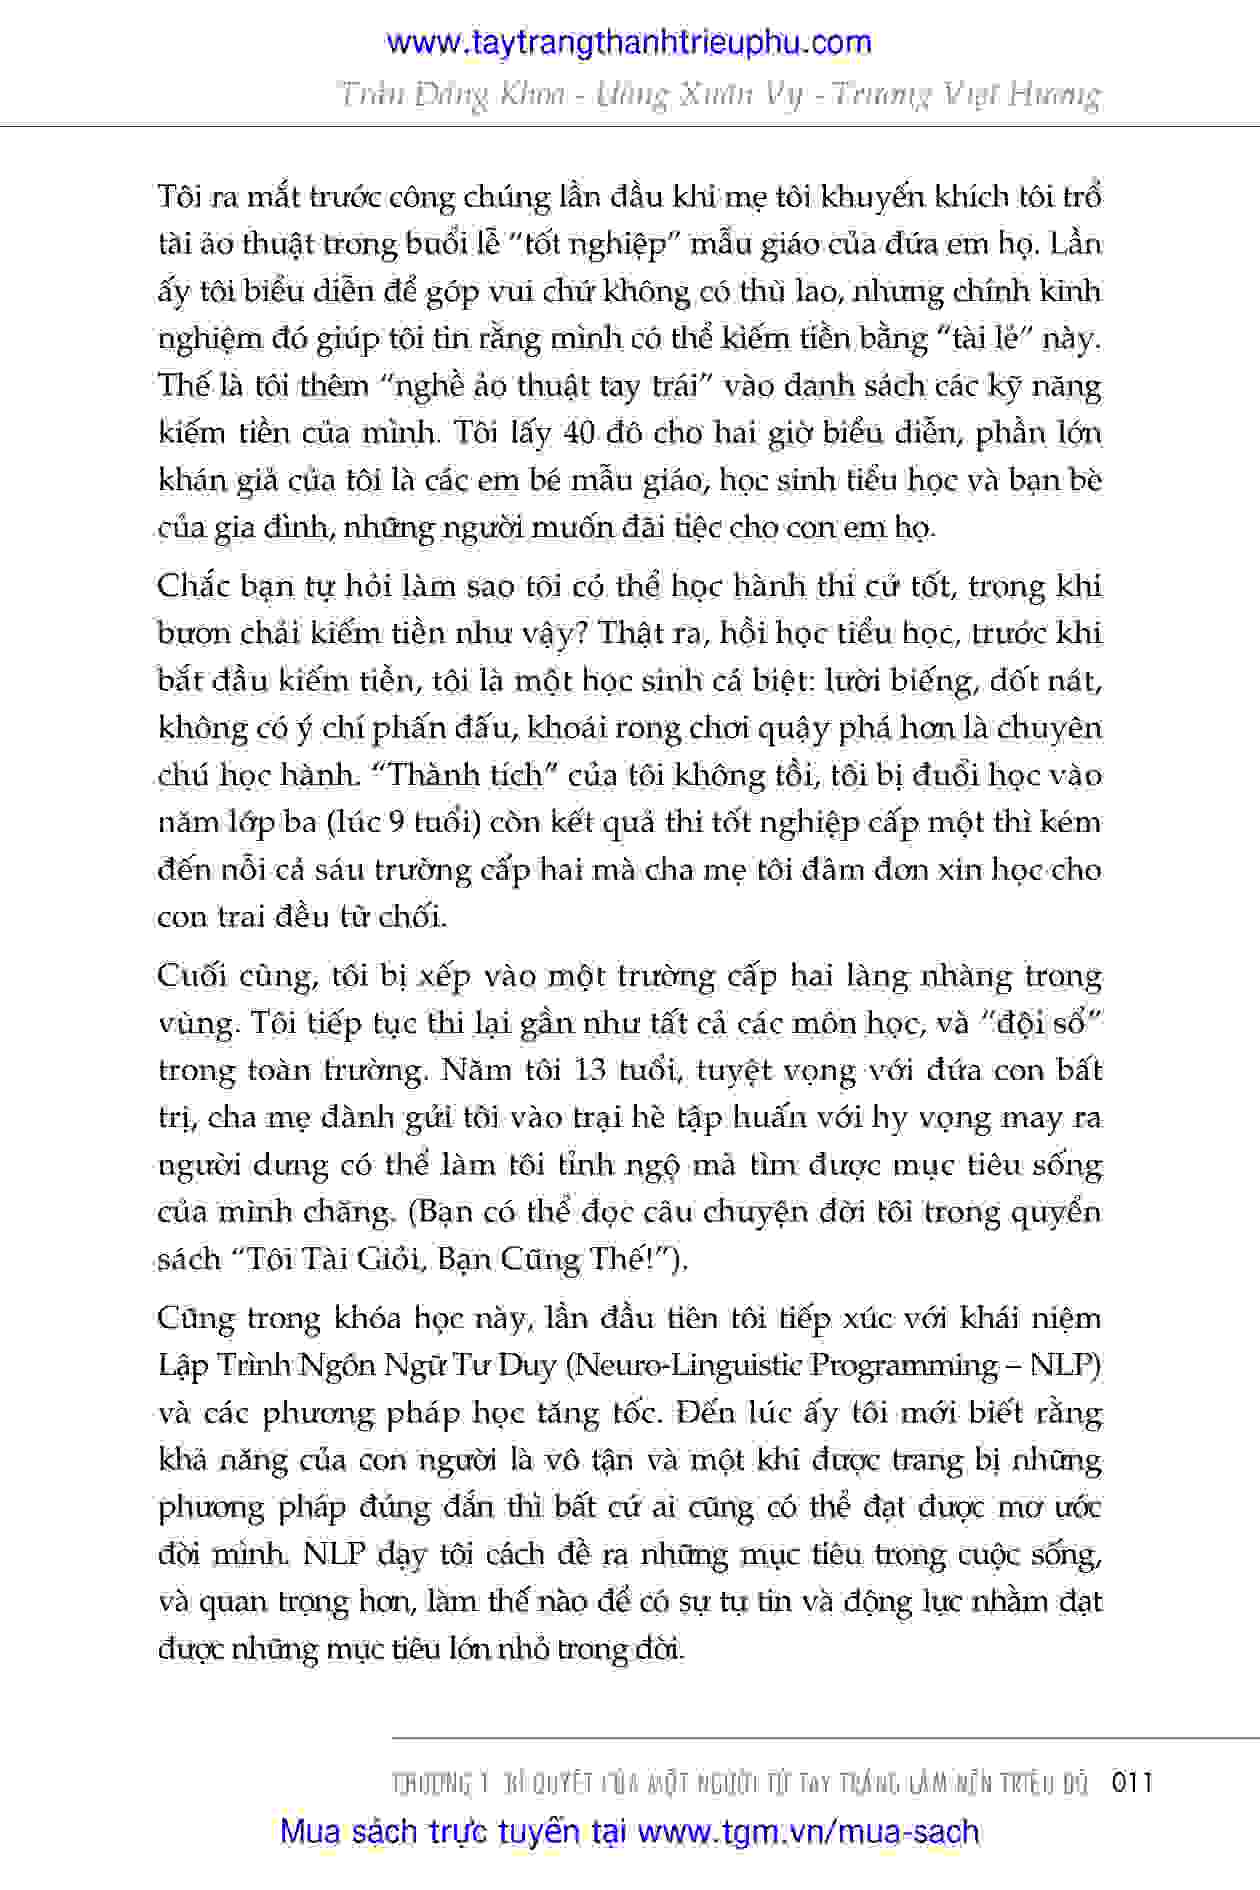 www.taytrangthanhtrieuphu.com
Trần Đăng Khoa - Uông Xuân Vy - Trương Việt Hương
Tôi ra mắt trước công chúng lần đầu khi mẹ tôi khuyến khích tôi trổ
tài ảo thuật trong buổi lễ “tốt nghiệp” mẫu giáo của đứa em họ. Lần
ấy tôi biểu diễn để góp vui chứ không có thù lao, nhưng chính kinh
nghiệm đó giúp tôi tin rằng mình có thể kiếm tiền bằng “tài lẻ” này.
Thế là tôi thêm “nghề ảo thuật tay trái” vào danh sách các kỹ năng
kiếm tiền của mình. Tôi lấy 40 đô cho hai giờ biểu diễn, phần lớn
khán giả của tôi là các em bé mẫu giáo, học sinh tiểu học và bạn bè
của gia đình, những người muốn đãi tiệc cho con em họ.
Chắc bạn tự hỏi làm sao tôi có thể học hành thi cử tốt, trong khi
bươn chải kiếm tiền như vậy? Thật ra, hồi học tiểu học, trước khi
bắt đầu kiếm tiền, tôi là một học sinh cá biệt: lười biếng, dốt nát,
không có ý chí phấn đấu, khoái rong chơi quậy phá hơn là chuyên
chú học hành. “Thành tích” của tôi không tồi, tôi bị đuổi học vào
năm lớp ba (lúc 9 tuổi) còn kết quả thi tốt nghiệp cấp một thì kém
đến nỗi cả sáu trường cấp hai mà cha mẹ tôi đâm đơn xin học cho
con trai đều từ chối.
Cuối cùng, tôi bị xếp vào một trường cấp hai làng nhàng trong
vùng. Tôi tiếp tục thi lại gần như tất cả các môn học, và “đội sổ”
trong toàn trường. Năm tôi 13 tuổi, tuyệt vọng với đứa con bất
trị, cha mẹ đành gửi tôi vào trại hè tập huấn với hy vọng may ra
người dưng có thể làm tôi tỉnh ngộ mà tìm được mục tiêu sống
của mình chăng. (Bạn có thể đọc câu chuyện đời tôi trong quyển
sách “Tôi Tài Giỏi, Bạn Cũng Thế!”).
Cũng trong khóa học này, lần đầu tiên tôi tiếp xúc với khái niệm
Lập Trình Ngôn Ngữ Tư Duy (Neuro-Linguistic Programming – NLP)
và các phương pháp học tăng tốc. Đến lúc ấy tôi mới biết rằng
khả năng của con người là vô tận và một khi được trang bị những
phương pháp đúng đắn thì bất cứ ai cũng có thể đạt được mơ ước
đời mình. NLP dạy tôi cách đề ra những mục tiêu trong cuộc sống,
và quan trọng hơn, làm thế nào để có sự tự tin và động lực nhằm đạt
được những mục tiêu lớn nhỏ trong đời.
CHƯƠNG 1 BÍ QUYẾT CỦA MỘT NGƯỜI TỪ TAY TRẮNG LÀM NÊN TRIỆU ĐÔ 011
Mua sách trực tuyến tại www.tgm.vn/mua-sach